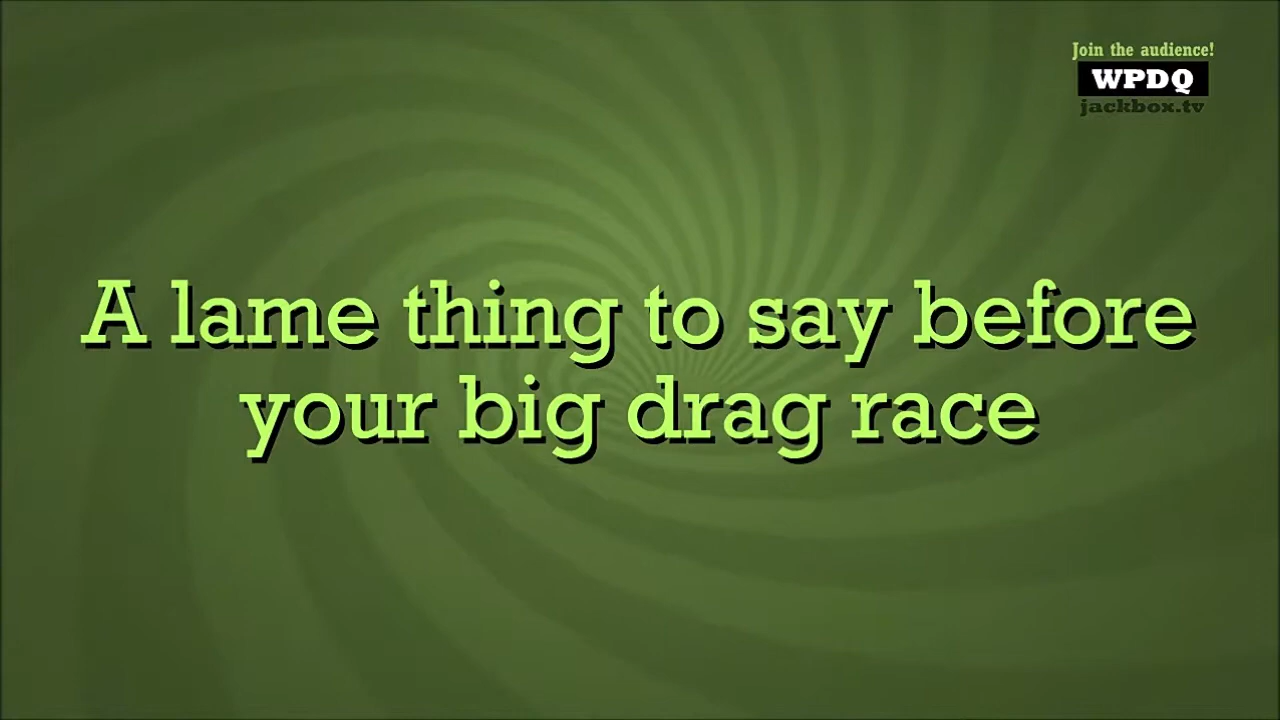 Join the audience!
WPDQ
jackbox.tv
A lame thing to say before
your big drag race